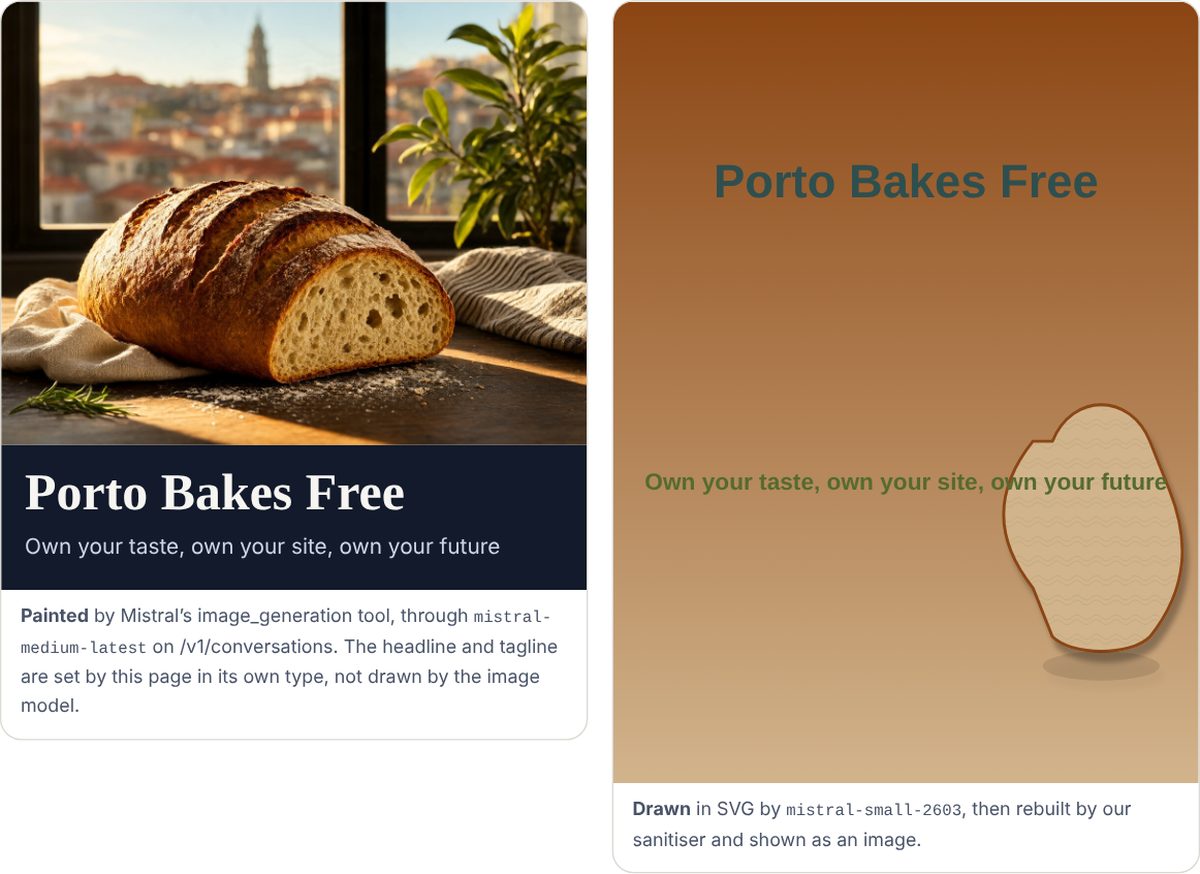 Porto Bakes Free
Own your taste, own your site, own your future
Painted by Mistral’s image_generation tool, through mistral-
medium-latest on /v1/conversations. The headline and tagline
are set by this page in its own type, not drawn by the image
model.
Porto Bakes Free
Own your taste, own your site, own your future
Drawn in SVG by mistral-small-2603, then rebuilt by our
sanitiser and shown as an image.